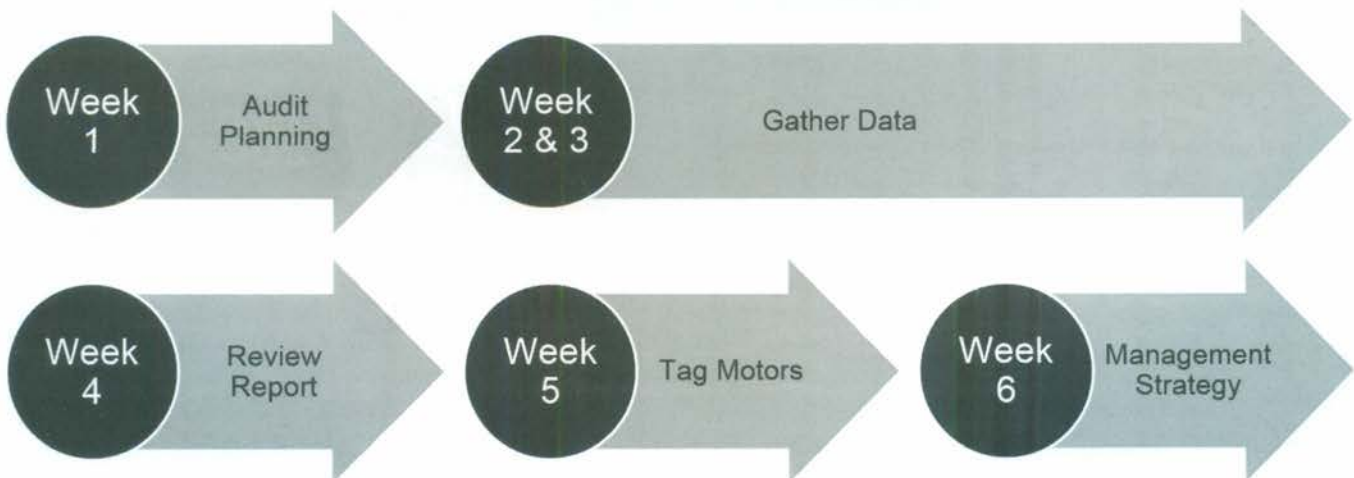 Week
1
Audit
Planning
Week
2 & 3
Gather Data
Week
4
Review
Report
Week
5
Tag Motors
Week
6
Management
Strategy